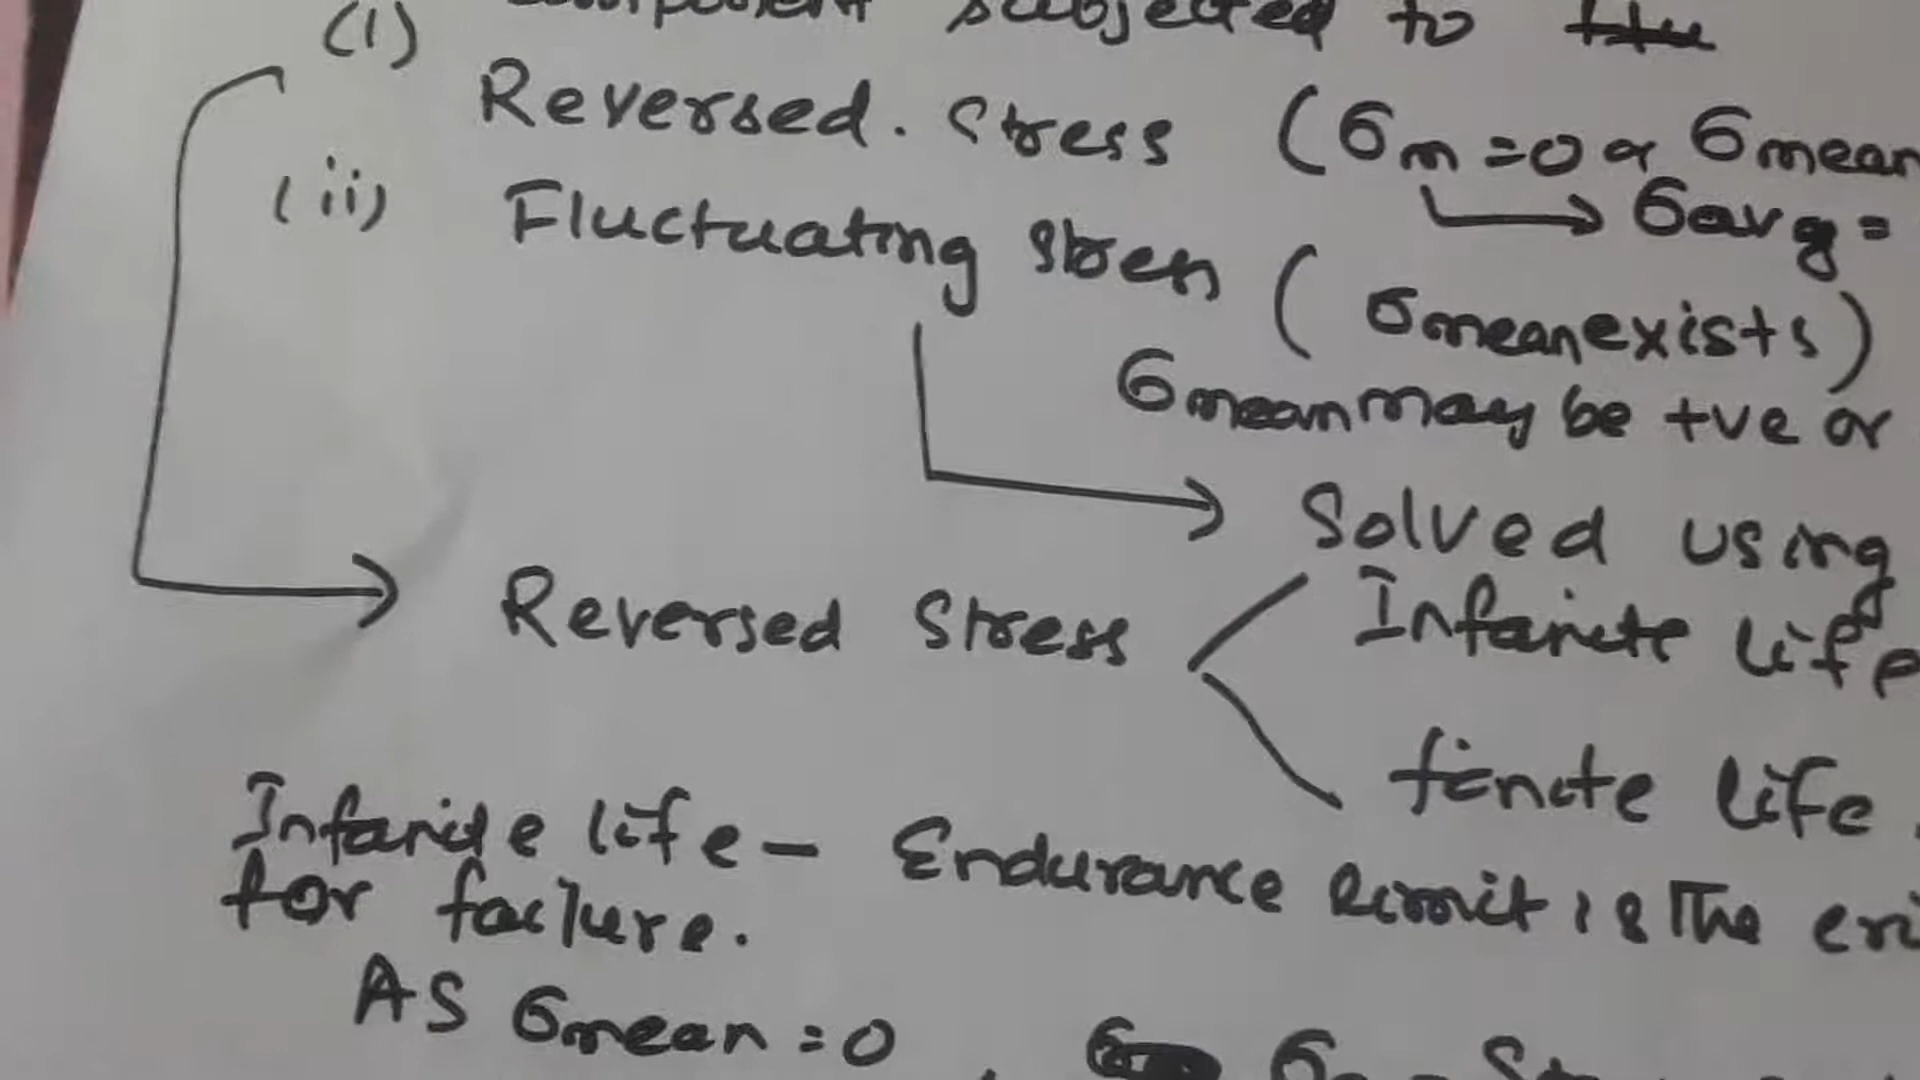 (i) Component subjected to the
Reversed. Stress (σm =0 or σmean
↳ σavg =
(ii) Fluctuating Stress (σmean exists)
σmean may be +ve or
Solved using
Reversed Stress
Infinite life
finite life.
Infinite life - Endurance limit is the cri
for failure.
As σmean = 0